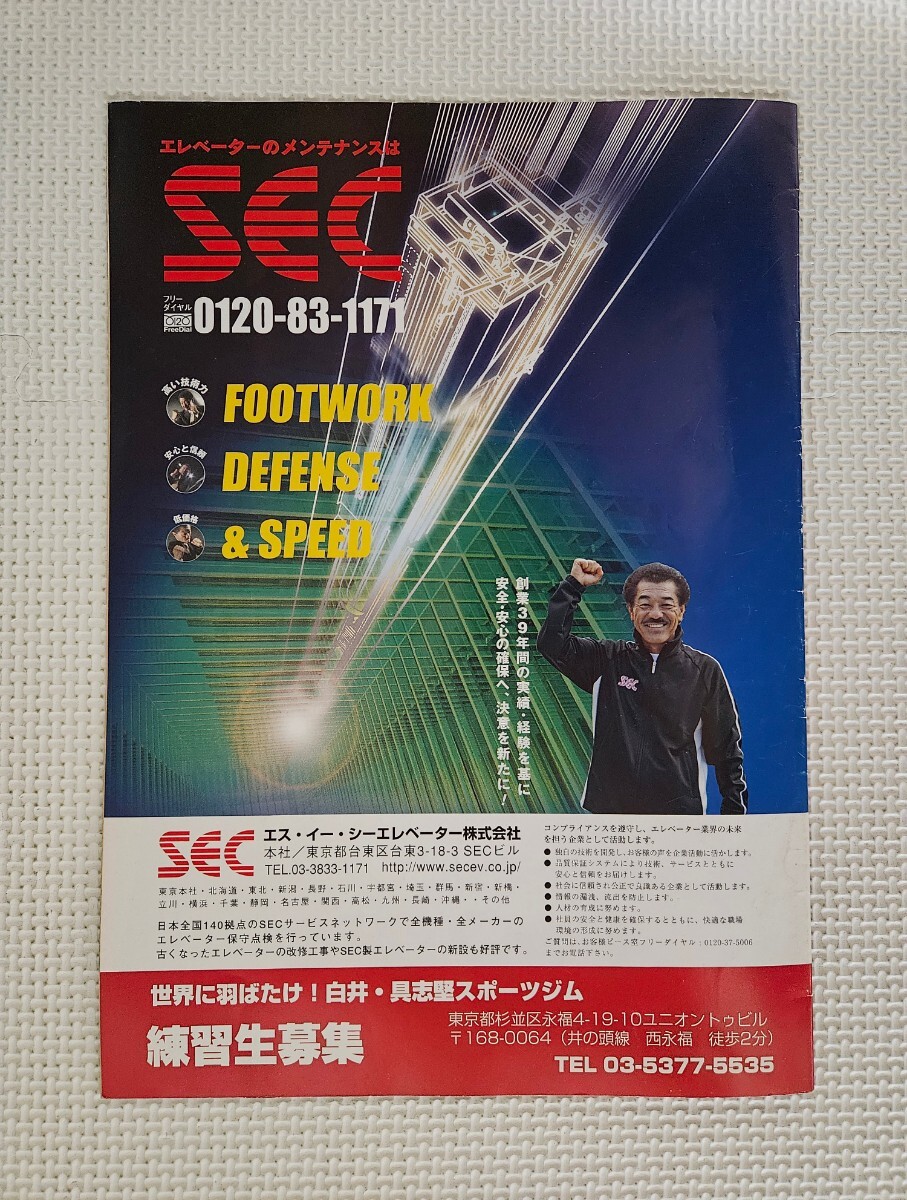 エレベーターのメンテナンスは
SEC
フリーダイヤル
FreeDial
0120-83-1171
高い技術力
FOOTWORK
安心と信頼
DEFENSE
低価格
& SPEED
創業39年間の実績・経験を基に
安全・安心の確保へ、決意を新たに!
SEC
SEC
エス・イー・シーエレベーター株式会社
本社/東京都台東区台東3-18-3 SECビル
TEL.03-3833-1171 http://www.secev.co.jp/
東京本社・北海道・東北・新潟・長野・石川・宇都宮・埼玉・群馬・新宿・新橋・
立川・横浜・千葉・静岡・名古屋・関西・高松・九州・長崎・沖縄・・その他
日本全国140拠点のSECサービスネットワークで全機種・全メーカーの
エレベーター保守点検を行っています。
古くなったエレベーターの改修工事やSEC製エレベーターの新設も好評です。
コンプライアンスを遵守し、エレベーター業界の未来
を担う企業として活動します。
● 独自の技術を開発し、お客様の声を企業活動に活かします。
● 品質保証システムにより技術、サービスとともに
安心と信頼をお届けします。
● 社会に信頼され公正で良識ある企業として活動します。
● 情報の漏洩、流出を防止します。
● 人材の育成に努めます。
● 社員の安全と健康を確保するとともに、快適な職場
環境の形成に努めます。
ご質問は、お客様ピース室フリーダイヤル:0120-37-5006
までお電話下さい。
世界に羽ばたけ!白井・具志堅スポーツジム
練習生募集
東京都杉並区永福4-19-10ユニオントゥビル
〒168-0064(井の頭線 西永福 徒歩2分)
TEL 03-5377-5535